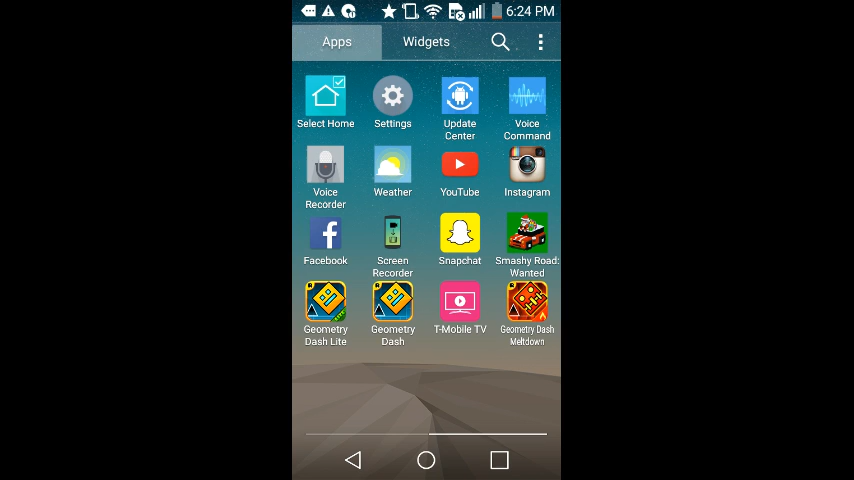 6:24 PM
Apps
Widgets
Select Home
Settings
Update
Center
Voice
Command
Voice
Recorder
Weather
YouTube
Instagram
Facebook
Screen
Recorder
Snapchat
Smashy Road:
Wanted
Geometry
Dash Lite
Geometry
Dash
T-Mobile TV
Geometry Dash
Meltdown